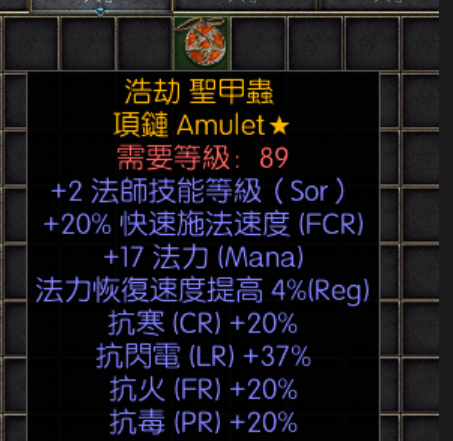 浩劫 聖甲蟲
項鏈 Amulet★
需要等級: 89
+2 法師技能等級 ( Sor )
+20% 快速施法速度 (FCR)
+17 法力 (Mana)
法力恢復速度提高 4%(Reg)
抗寒 (CR) +20%
抗閃電 (LR) +37%
抗火 (FR) +20%
抗毒 (PR) +20%